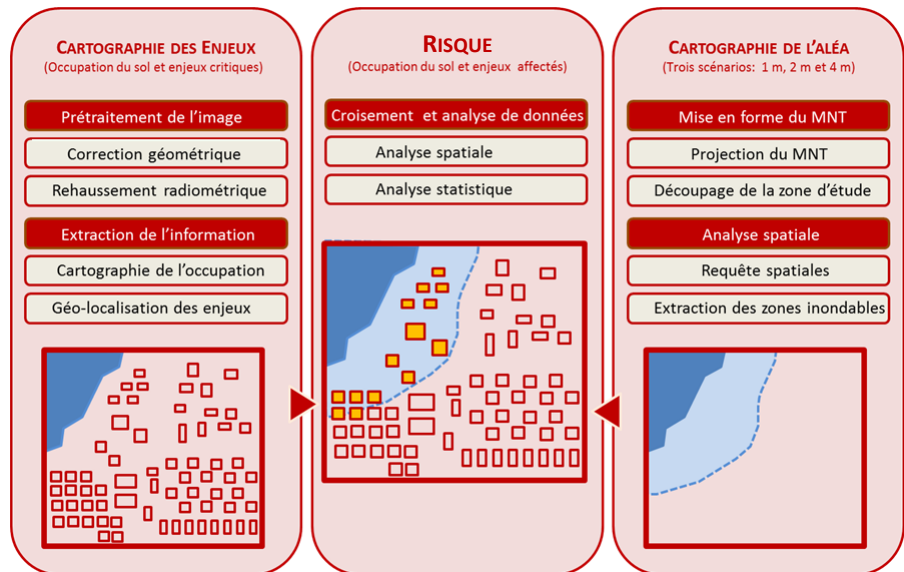 CARTOGRAPHIE DES ENJEUX
(Occupation du sol et enjeux critiques)
Prétraitement de l'image
Correction géométrique
Rehaussement radiométrique
Extraction de l'information
Cartographie de l'occupation
Géo-localisation des enjeux
RISQUE
(Occupation du sol et enjeux affectés)
Croisement et analyse de données
Analyse spatiale
Analyse statistique
CARTOGRAPHIE DE L'ALÉA
(Trois scénarios: 1 m, 2 m et 4 m)
Mise en forme du MNT
Projection du MNT
Découpage de la zone d'étude
Analyse spatiale
Requête spatiales
Extraction des zones inondables